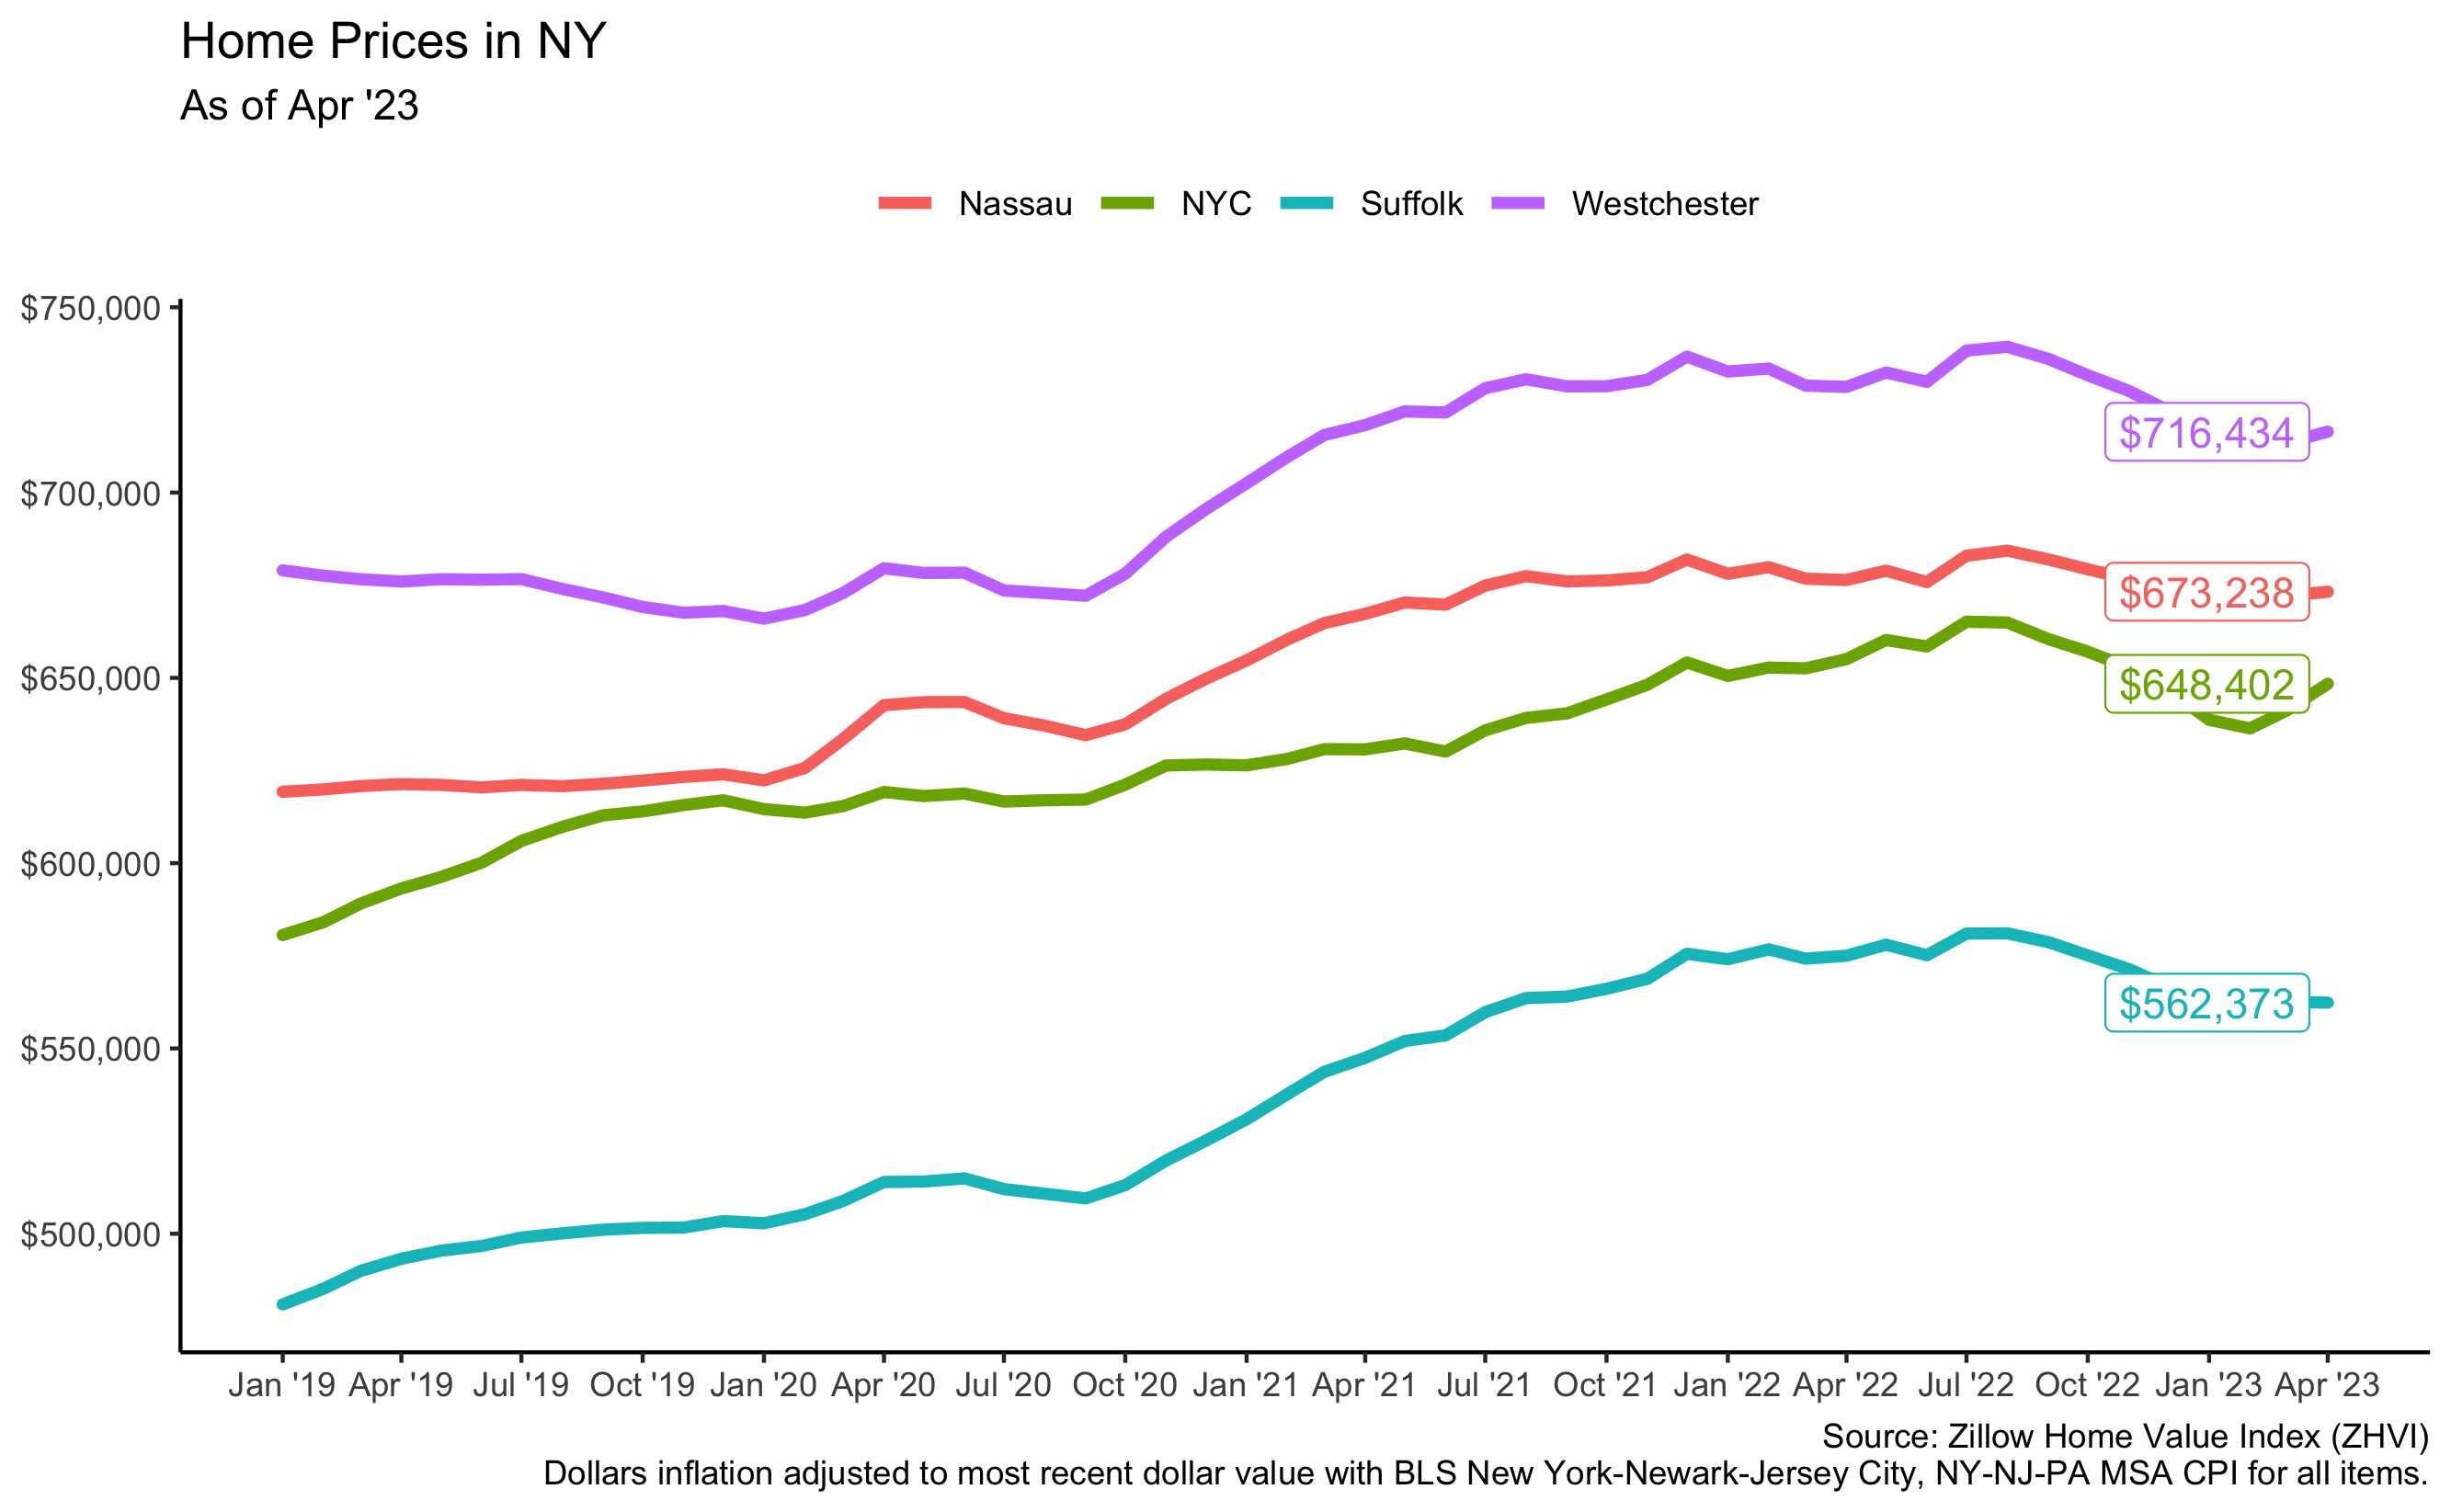 Home Prices in NY
As of Apr '23
Nassau NYC Suffolk Westchester
$750,000
$700,000
$650,000
$600,000
$550,000
$500,000
$716,434
$673,238
$648,402
$562,373
Jan '19 Apr '19 Jul '19 Oct '19 Jan '20 Apr '20 Jul '20 Oct '20 Jan '21 Apr '21 Jul '21 Oct '21 Jan '22 Apr '22 Jul '22 Oct '22 Jan '23 Apr '23
Source: Zillow Home Value Index (ZHVI)
Dollars inflation adjusted to most recent dollar value with BLS New York-Newark-Jersey City, NY-NJ-PA MSA CPI for all items.